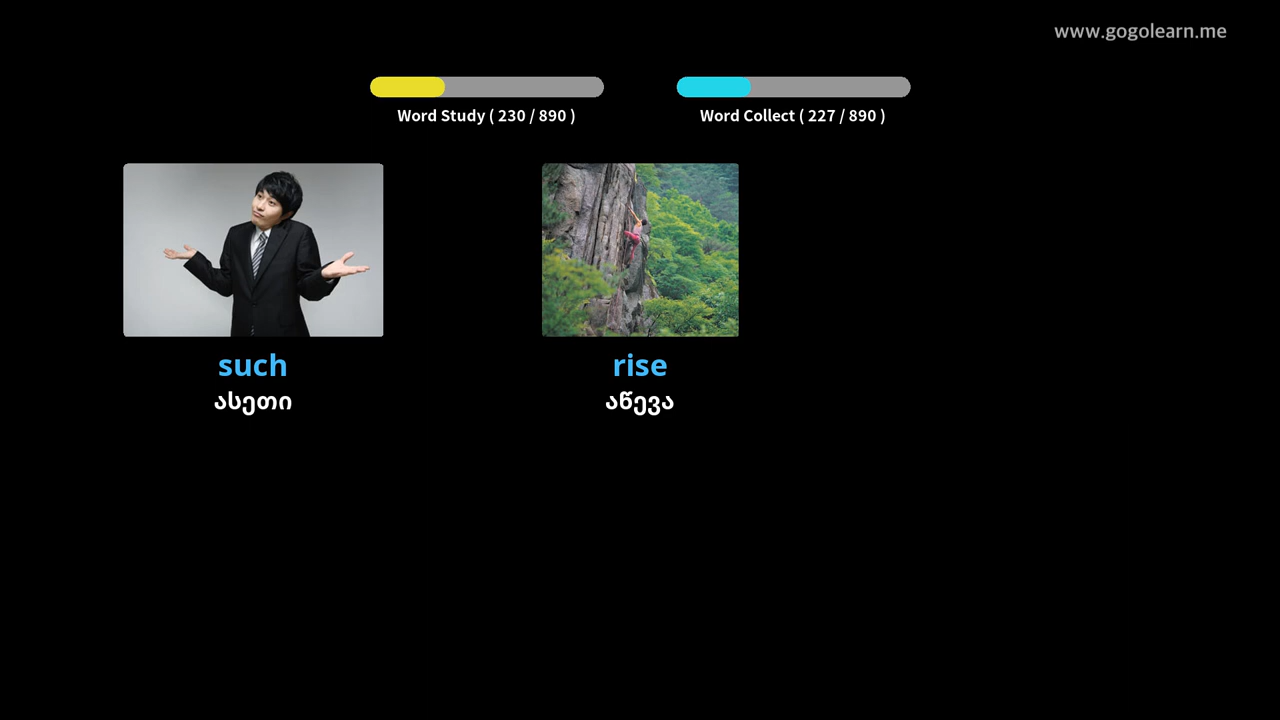 www.gogolearn.me
Word Study ( 230 / 890 )
Word Collect ( 227 / 890 )
such
ასეთი
rise
აწევა